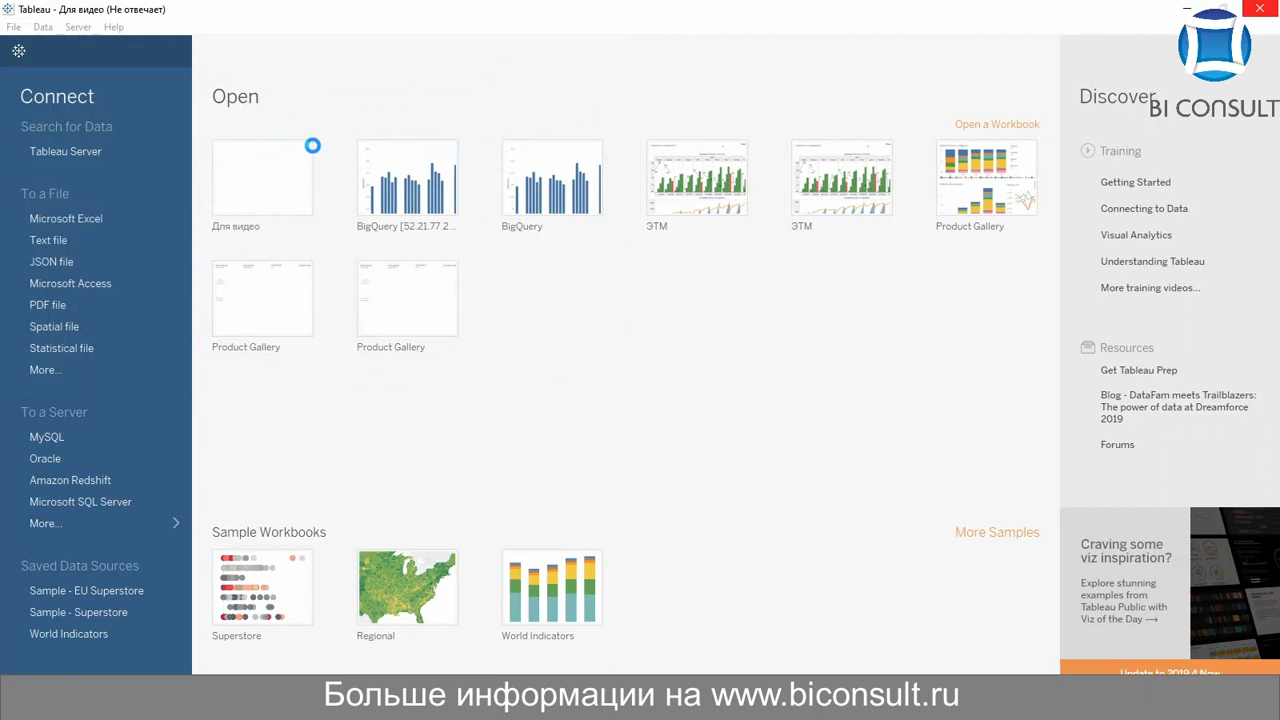 Tableau - Для видео (Не отвечает)
File Data Server Help
Connect
Search for Data
Tableau Server
To a File
Microsoft Excel
Text file
JSON file
Microsoft Access
PDF file
Spatial file
Statistical file
More...
To a Server
MySQL
Oracle
Amazon Redshift
Microsoft SQL Server
More...
Saved Data Sources
Sample - EU Superstore
Sample - Superstore
World Indicators
Open
Open a Workbook
Для видео
BigQuery [52.21.77.2...
BigQuery
ЭТМ
ЭТМ
Product Gallery
Product Gallery
Product Gallery
Sample Workbooks
More Samples
Superstore
Regional
World Indicators
Discover
BI CONSULT
Training
Getting Started
Connecting to Data
Visual Analytics
Understanding Tableau
More training videos...
Resources
Get Tableau Prep
Blog - DataFam meets Trailblazers:
The power of data at Dreamforce
2019
Forums
Craving some
viz inspiration?
Explore stunning
examples from
Tableau Public with
Viz of the Day
Update to 2019.4 Now
Больше информации на www.biconsult.ru